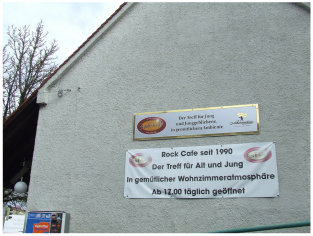 Der Treff für Jung
und Junggebliebene,
in gemütlichem Ambiente
Rock Cafe seit 1990
Der Treff für Alt und Jung
In gemütlicher Wohnzimmeratmosphäre
Ab 17.00 täglich geöffnet